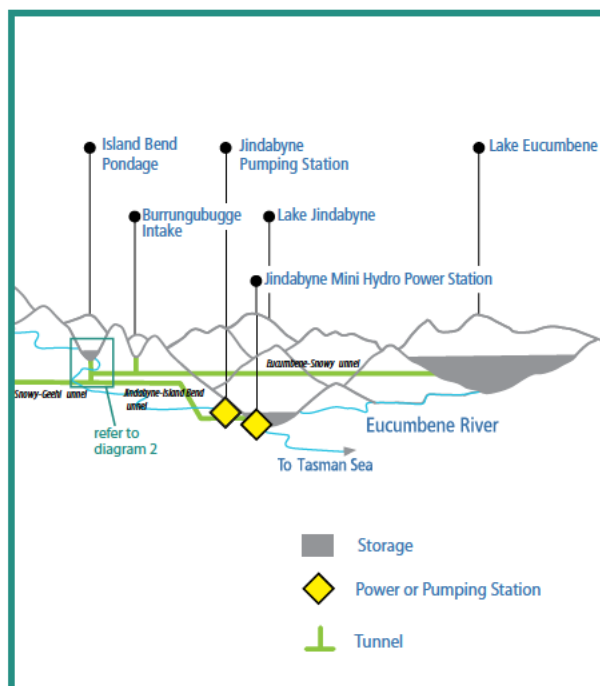 Island Bend
Pondage
Jindabyne
Pumping Station
Lake Eucumbene
Burrungubugge
Intake
Lake Jindabyne
Jindabyne Mini Hydro Power Station
Eucumbene-Snowy unnel
Snowy-Geehi unnel
Jindabyne-Island Bend
unnel
refer to
diagram 2
Eucumbene River
To Tasman Sea
Storage
Power or Pumping Station
Tunnel